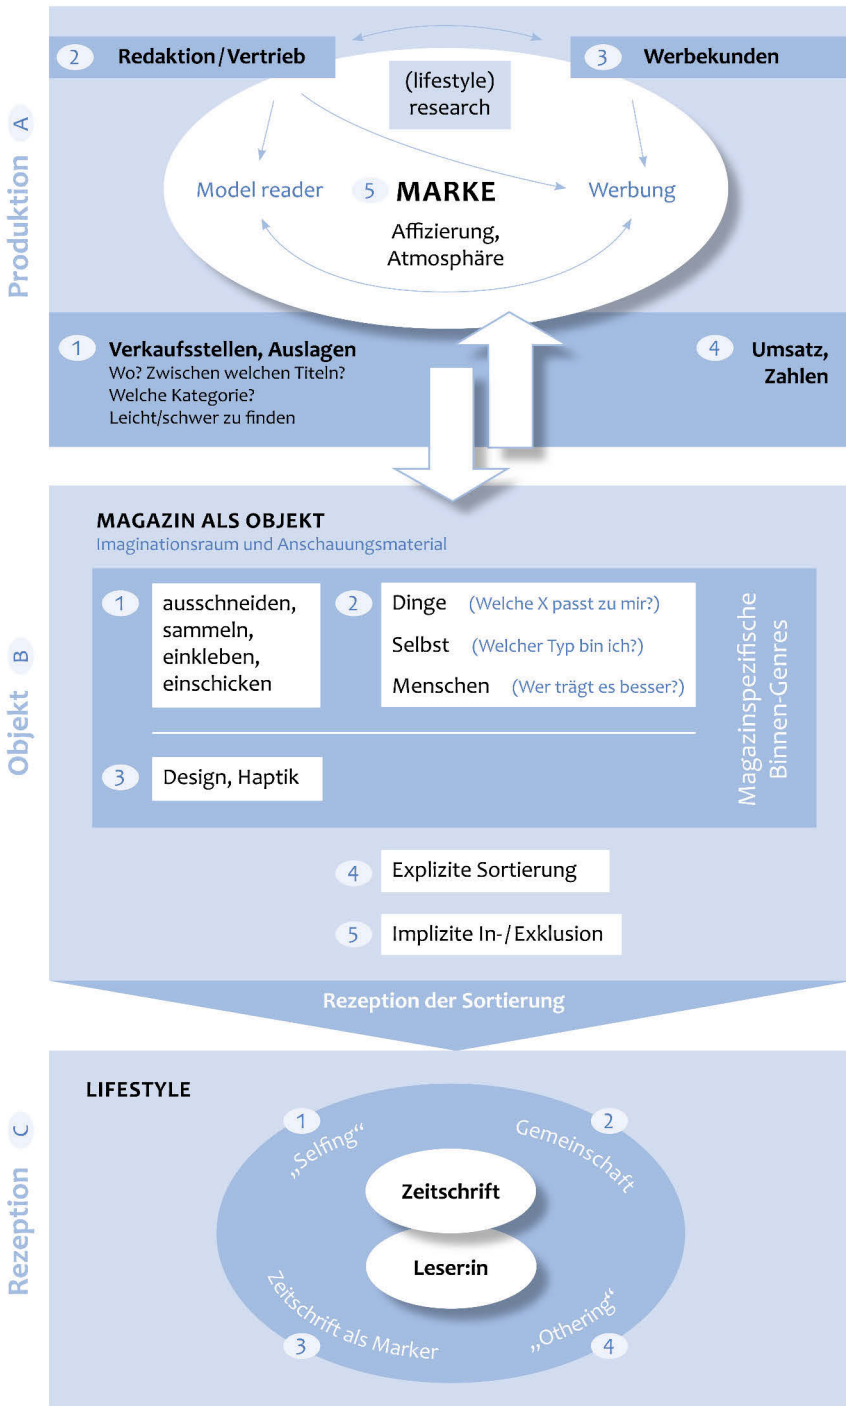 Produktion A
2 Redaktion/Vertrieb
3 Werbekunden
(lifestyle)
research
Model reader
5 MARKE
Werbung
Affizierung,
Atmosphäre
1 Verkaufsstellen, Auslagen
Wo? Zwischen welchen Titeln?
Welche Kategorie?
Leicht/schwer zu finden
4 Umsatz,
Zahlen
Objekt B
MAGAZIN ALS OBJEKT
Imaginationsraum und Anschauungsmaterial
1 ausschneiden,
sammeln,
einkleben,
einschicken
2 Dinge (Welche X passt zu mir?)
Selbst (Welcher Typ bin ich?)
Menschen (Wer trägt es besser?)
Magazinspezifische
Binnen-Genres
3 Design, Haptik
4 Explizite Sortierung
5 Implizite In-/Exklusion
Rezeption der Sortierung
Rezeption C
LIFESTYLE
1 „Selfing“
2 Gemeinschaft
Zeitschrift
Leser:in
3 Zeitschrift als Marker
4 „Othering“